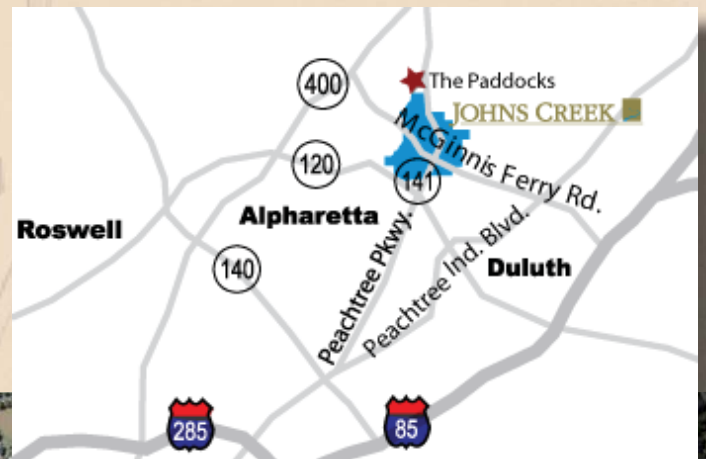 400
The Paddocks
JOHNS CREEK
McGinnis Ferry Rd.
120
141
Roswell
Alpharetta
140
Peachtree Pkwy.
Peachtree Ind. Blvd.
Duluth
285
85